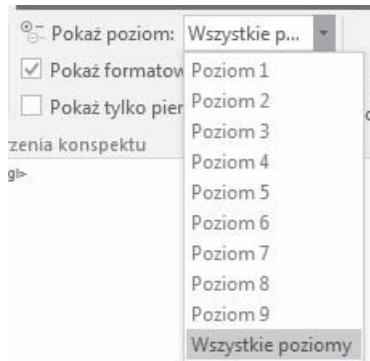 Pokaż poziom: Wszystkie p...
Pokaż formatow
Pokaż tylko pier
rzenia konspektu
Poziom 1
Poziom 2
Poziom 3
Poziom 4
Poziom 5
Poziom 6
Poziom 7
Poziom 8
Poziom 9
Wszystkie poziomy